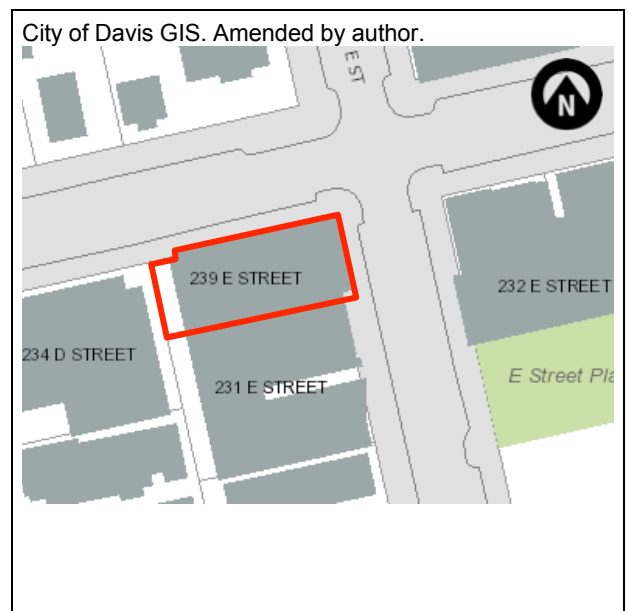 City of Davis GIS. Amended by author.
E ST
N
239 E STREET
232 E STREET
234 D STREET
E Street Pla
231 E STREET